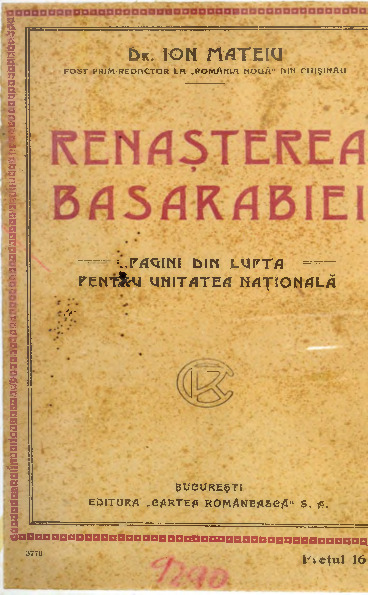 Dr. ION MATEIU
FOST PRIM-REDACTOR LA „ROMÂNIA NOUĂ" DIN CHIȘINĂU
RENAȘTEREA
BASARABIEI
PAGINI DIN LUPTA
PENTRU UNITATEA NAȚIONALĂ
BUCUREȘTI
EDITURA „CARTEA ROMÂNEASCĂ" S. A.
3778
Prețul 16